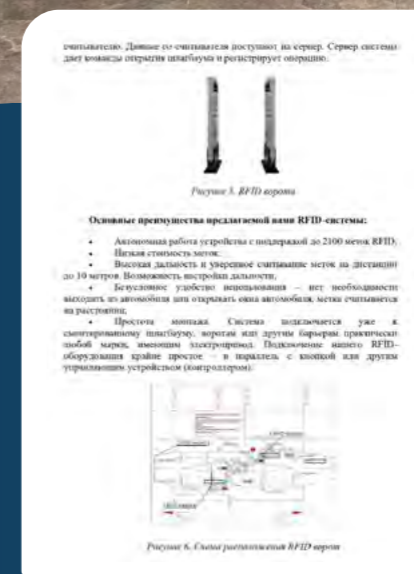 считывателю. Данные со считывателя поступают на сервер. Сервер системы
дает команды открытия шлагбаума и регистрирует операцию.
Рисунок 5. RFID ворота
Основные преимущества предлагаемой нами RFID-системы:
• Автономная работа устройства с поддержкой до 2100 меток RFID;
• Низкая стоимость меток;
• Высокая дальность и уверенное считывание меток на дистанции
до 10 метров. Возможность настройки дальности;
• Безусловное удобство использования – нет необходимости
выходить из автомобиля или открывать окна автомобиля, метка считывается
на расстоянии;
• Простота монтажа. Система подключается уже к
смонтированному шлагбауму, воротам или другим барьерам практически
любой марки, имеющим электропривод. Подключение нашего RFID-
оборудования крайне простое – в параллель с кнопкой или другим
управляющим устройством (контроллером).
Рисунок 6. Схема расположения RFID ворот